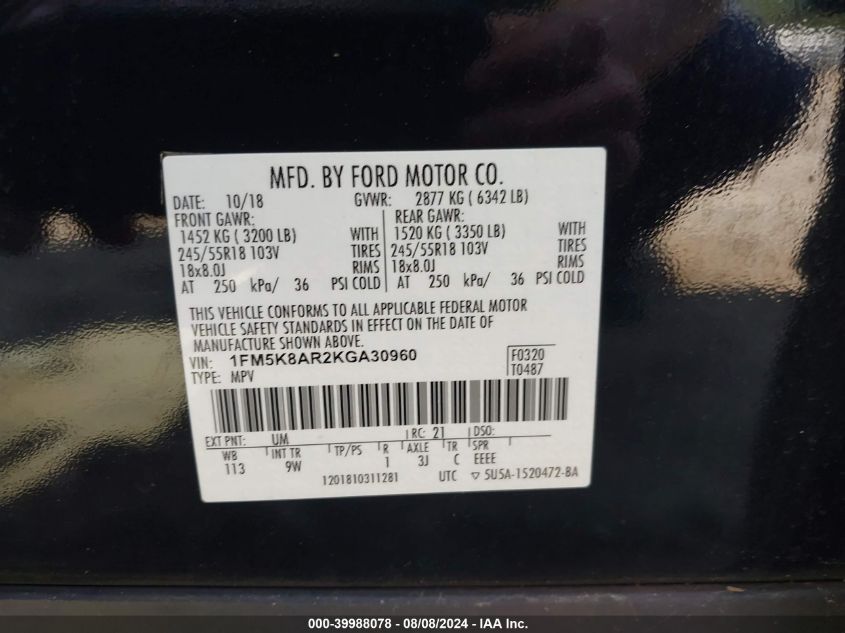 MFD. BY FORD MOTOR CO.
DATE: 10/18 GVWR: 2877 KG ( 6342 LB)
FRONT GAWR: REAR GAWR:
1452 KG ( 3200 LB) WITH 1520 KG ( 3350 LB) WITH
245/55R18 103V TIRES 245/55R18 103V TIRES
18x8.0J RIMS 18x8.0J RIMS
AT 250 kPa/ 36 PSI COLD AT 250 kPa/ 36 PSI COLD
THIS VEHICLE CONFORMS TO ALL APPLICABLE FEDERAL MOTOR
VEHICLE SAFETY STANDARDS IN EFFECT ON THE DATE OF
MANUFACTURE SHOWN ABOVE.
VIN: 1FM5K8AR2KGA30960 F0320
TYPE: MPV T0487
EXT PNT: UM RC: 21 DSO:
WB INT TR TP/PS R AXLE TR SPR
113 9W 1 3J C EEEE
1201810311281 UTC ▽ 5U5A-1520472-BA
000-39988078 - 08/08/2024 - IAA Inc.